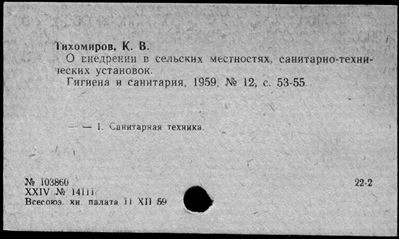 Тихомиров, К. В.
О внедрении в сельских местностях, санитарно-техни-
ческих установок.
Гигиена и санитария, 1959, № 12, с. 53-55.
— — 1. Санитарная техника.
№ 103860 22-2
XXIV № 14111
Всесоюз. кн. палата 11 XII 59